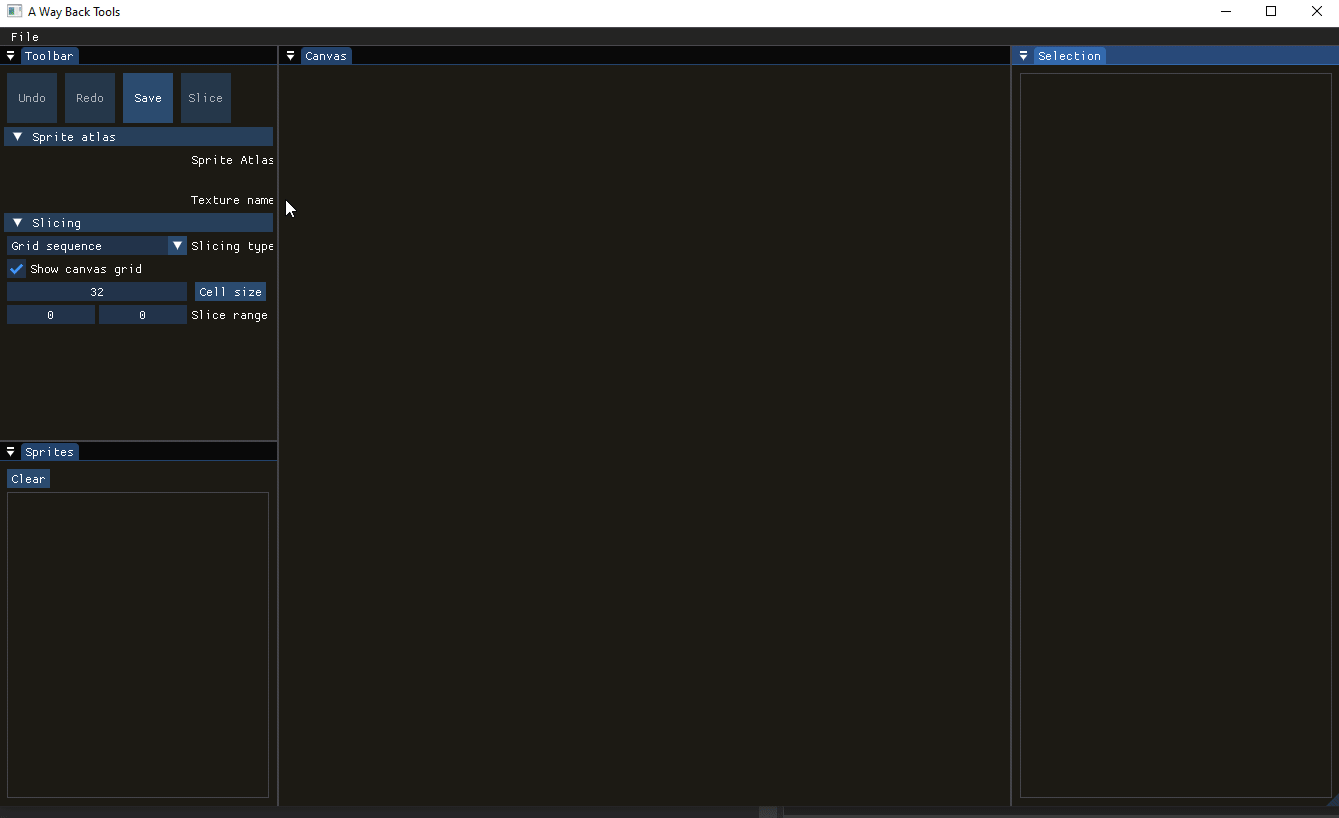 A Way Back Tools
File
Toolbar
Canvas
Selection
Undo Redo Save Slice
Sprite atlas
Sprite Atlas
Texture name
Slicing
Grid sequence Slicing type
Show canvas grid
32 Cell size
0 0 Slice range
Sprites
Clear